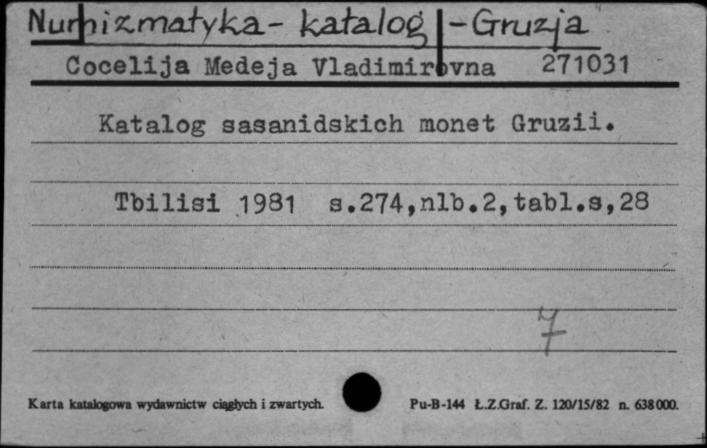 Numizmatyka - katalog - Gruzja
Cocelija Medeja Vladimirovna 271031
Katalog sasanidskich monet Gruzii.
Tbilisi 1981 s.274,nlb.2,tabl.s,28
7
Karta katalogowa wydawnictw ciągłych i zwartych. Pu-B-144 Ł.Z.Graf. Z. 120/15/82 n. 638000.